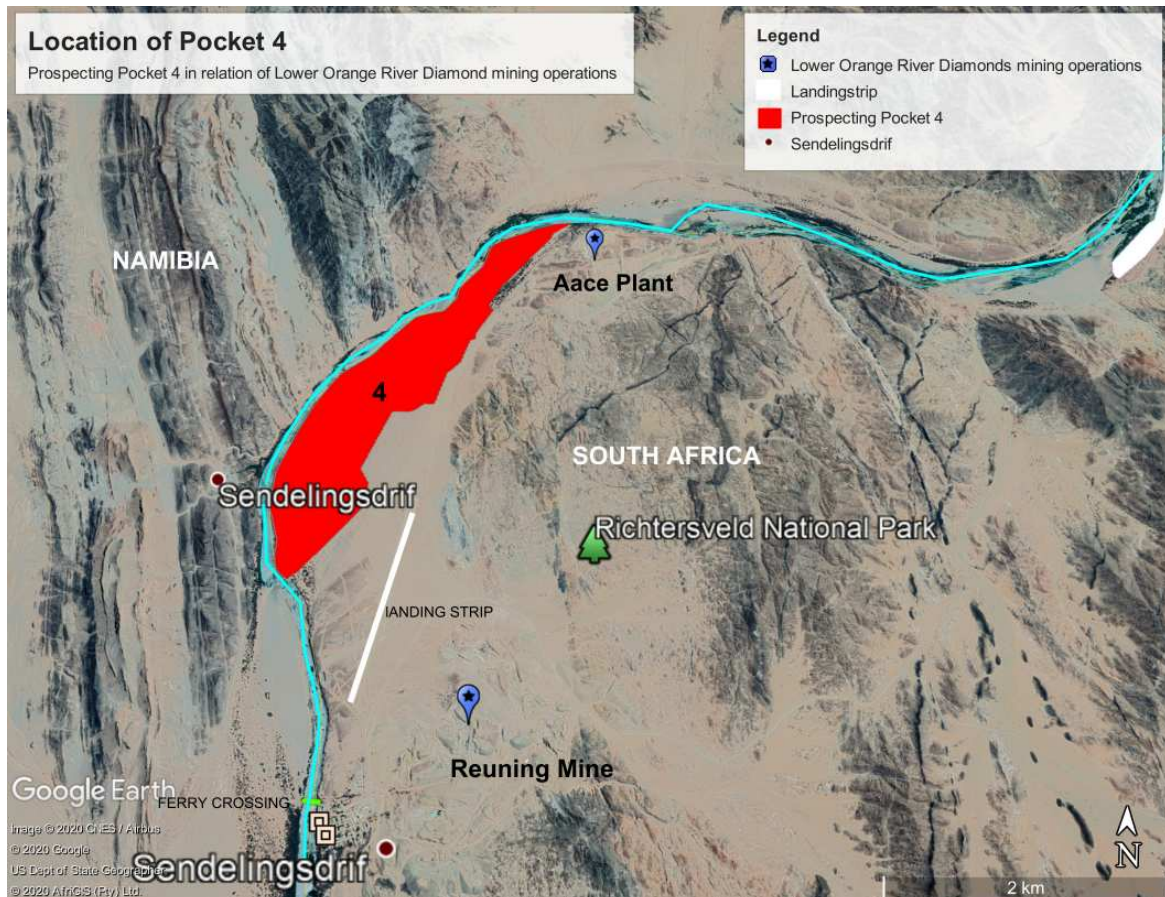 Location of Pocket 4
Prospecting Pocket 4 in relation of Lower Orange River Diamond mining operations
Legend
Lower Orange River Diamonds mining operations
Landingstrip
Prospecting Pocket 4
Sendelingsdrif
NAMIBIA
Aace Plant
4
SOUTH AFRICA
Sendelingsdrif
Richtersveld National Park
lANDING STRIP
Reuning Mine
Google Earth
FERRY CROSSING
Image © 2020 CNES / Airbus
© 2020 Google
US Dept of State Geographer
© 2020 AfriGIS (Pty) Ltd.
Sendelingsdrif
N
2 km